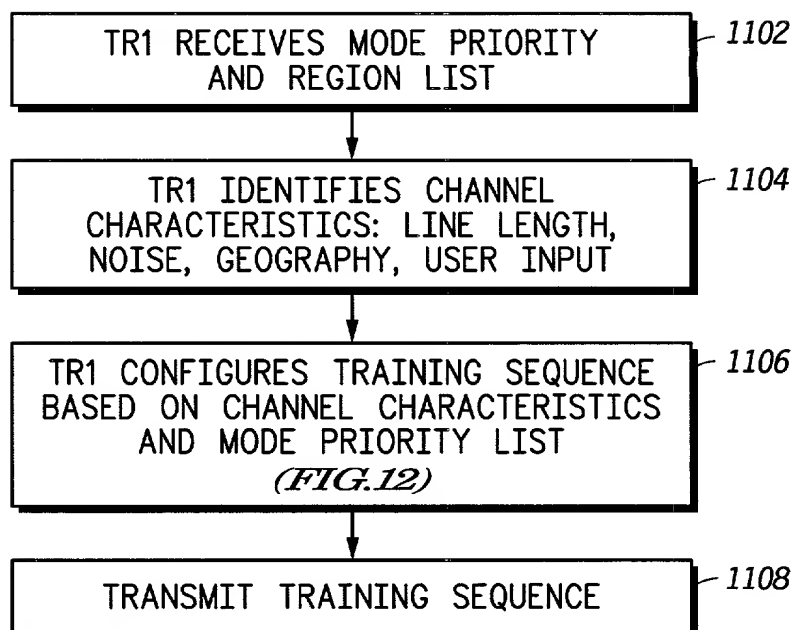 TR1 RECEIVES MODE PRIORITY
AND REGION LIST
1102
TR1 IDENTIFIES CHANNEL
CHARACTERISTICS: LINE LENGTH,
NOISE, GEOGRAPHY, USER INPUT
1104
TR1 CONFIGURES TRAINING SEQUENCE
BASED ON CHANNEL CHARACTERISTICS
AND MODE PRIORITY LIST
(FIG.12)
1106
TRANSMIT TRAINING SEQUENCE
1108